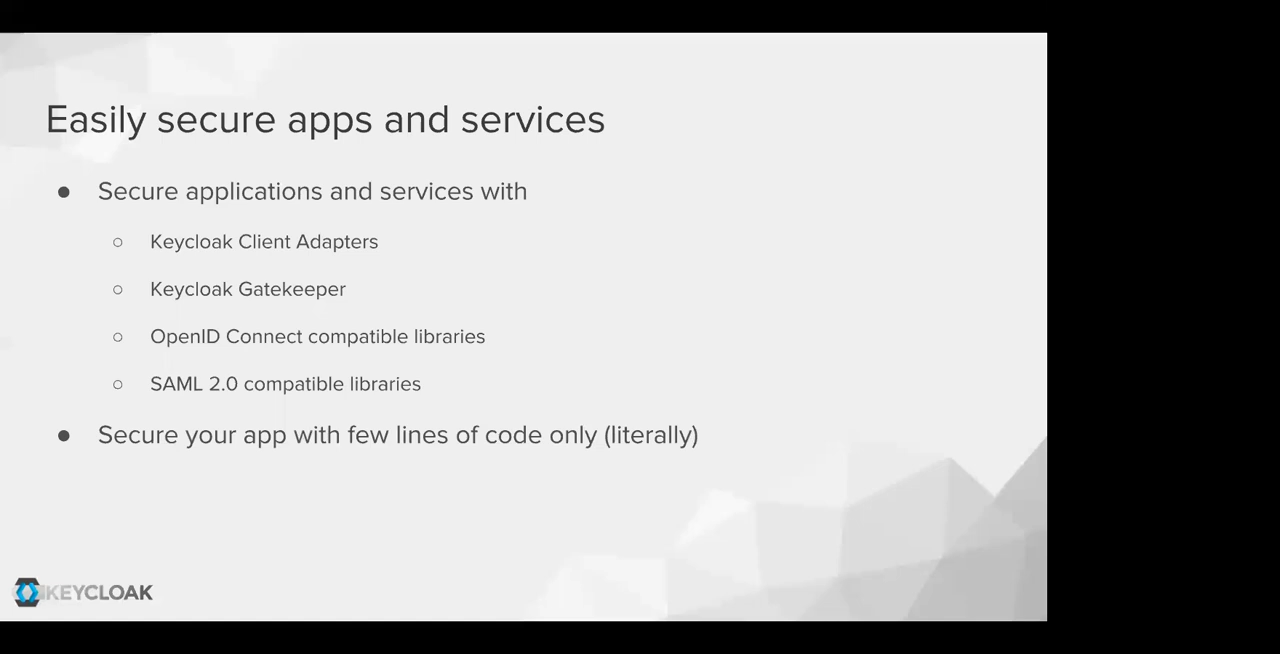 Easily secure apps and services
● Secure applications and services with
○ Keycloak Client Adapters
○ Keycloak Gatekeeper
○ OpenID Connect compatible libraries
○ SAML 2.0 compatible libraries
● Secure your app with few lines of code only (literally)
KEYCLOAK